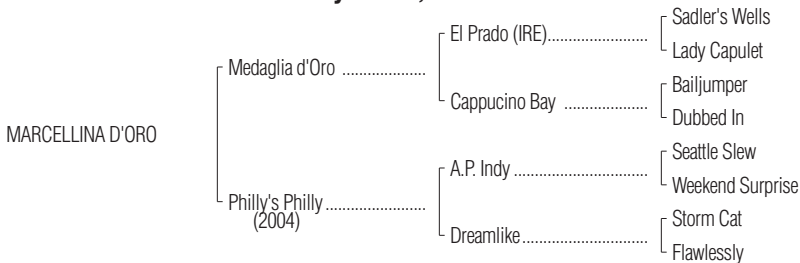 Sadler's Wells
El Prado (IRE)
Lady Capulet
Medaglia d'Oro
Bailjumper
Cappucino Bay
Dubbed In
MARCELLINA D'ORO
Seattle Slew
A.P. Indy
Weekend Surprise
Philly's Philly
(2004)
Storm Cat
Dreamlike
Flawlessly